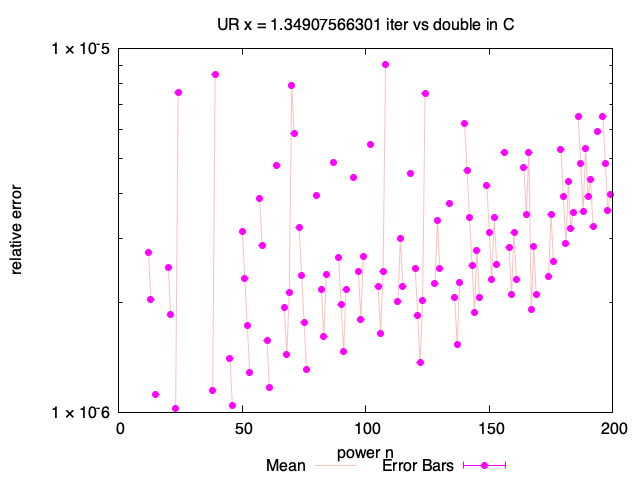 UR x = 1.34907566301 iter vs double in C
1 × 10⁻⁵
relative error
1 × 10⁻⁶
0 50 100 150 200
power n
Mean Error Bars